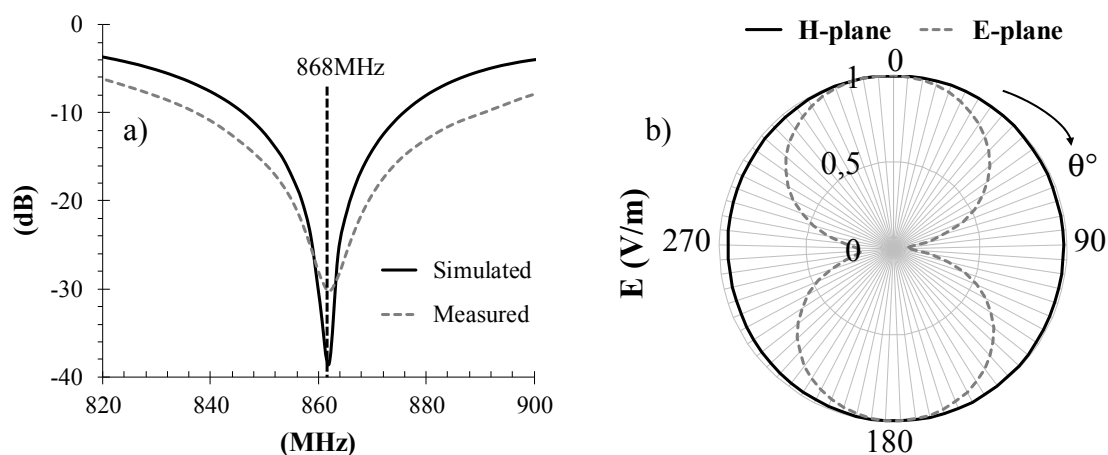 0
-10
-20
-30
-40
(dB)
868MHz
a)
Simulated
Measured
820
840
860
880
900
(MHz)
H-plane
E-plane
b)
0
1
0,5
0
θ°
270
90
180
E (V/m)